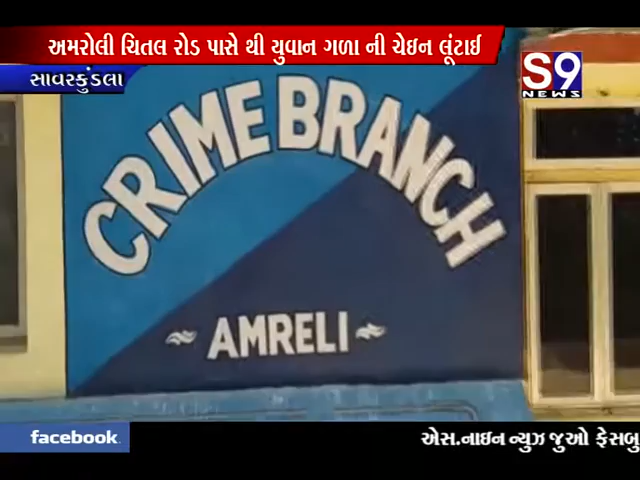 અમરોલી ચિતલ રોડ પાસે થી યુવાન ગળા ની ચેઇન લૂંટાઈ
સાવરકુંડલા
S9
NEWS
CRIME BRANCH
AMRELI
facebook
એસ.નાઇન ન્યુઝ જુઓ ફેસબુ